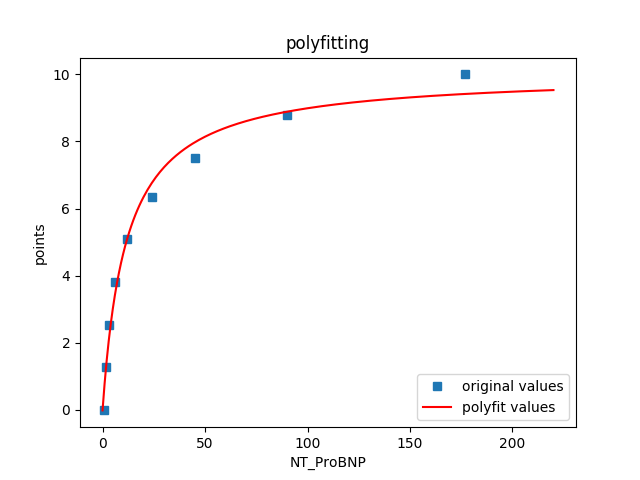 polyfitting
10
8
6
4
2
0
points
0
50
100
150
200
NT_ProBNP
original values
polyfit values